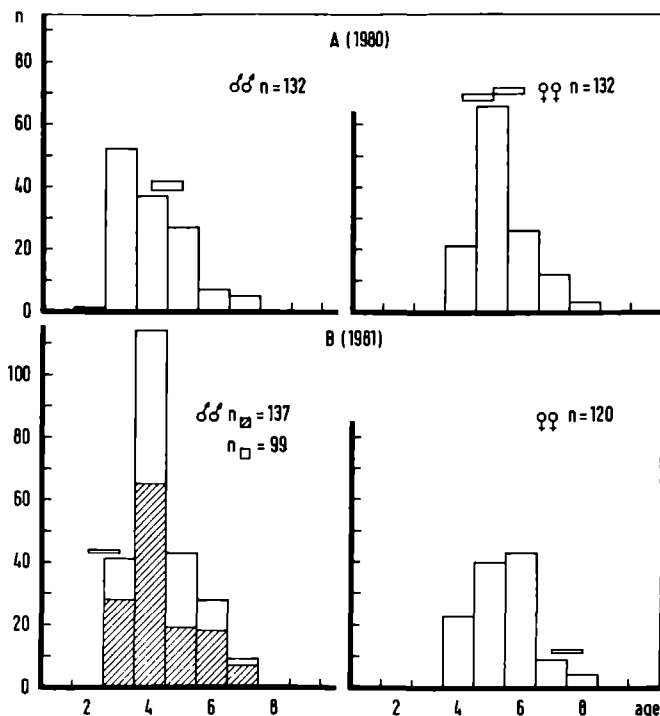 n
A (1980)
80
♂♂ n = 132
♀♀ n = 132
60
40
20
0
B (1981)
100
♂♂ n▨ = 137
n□ = 99
♀♀ n = 120
80
60
40
20
0
2 4 6 8
2 4 6 8 age